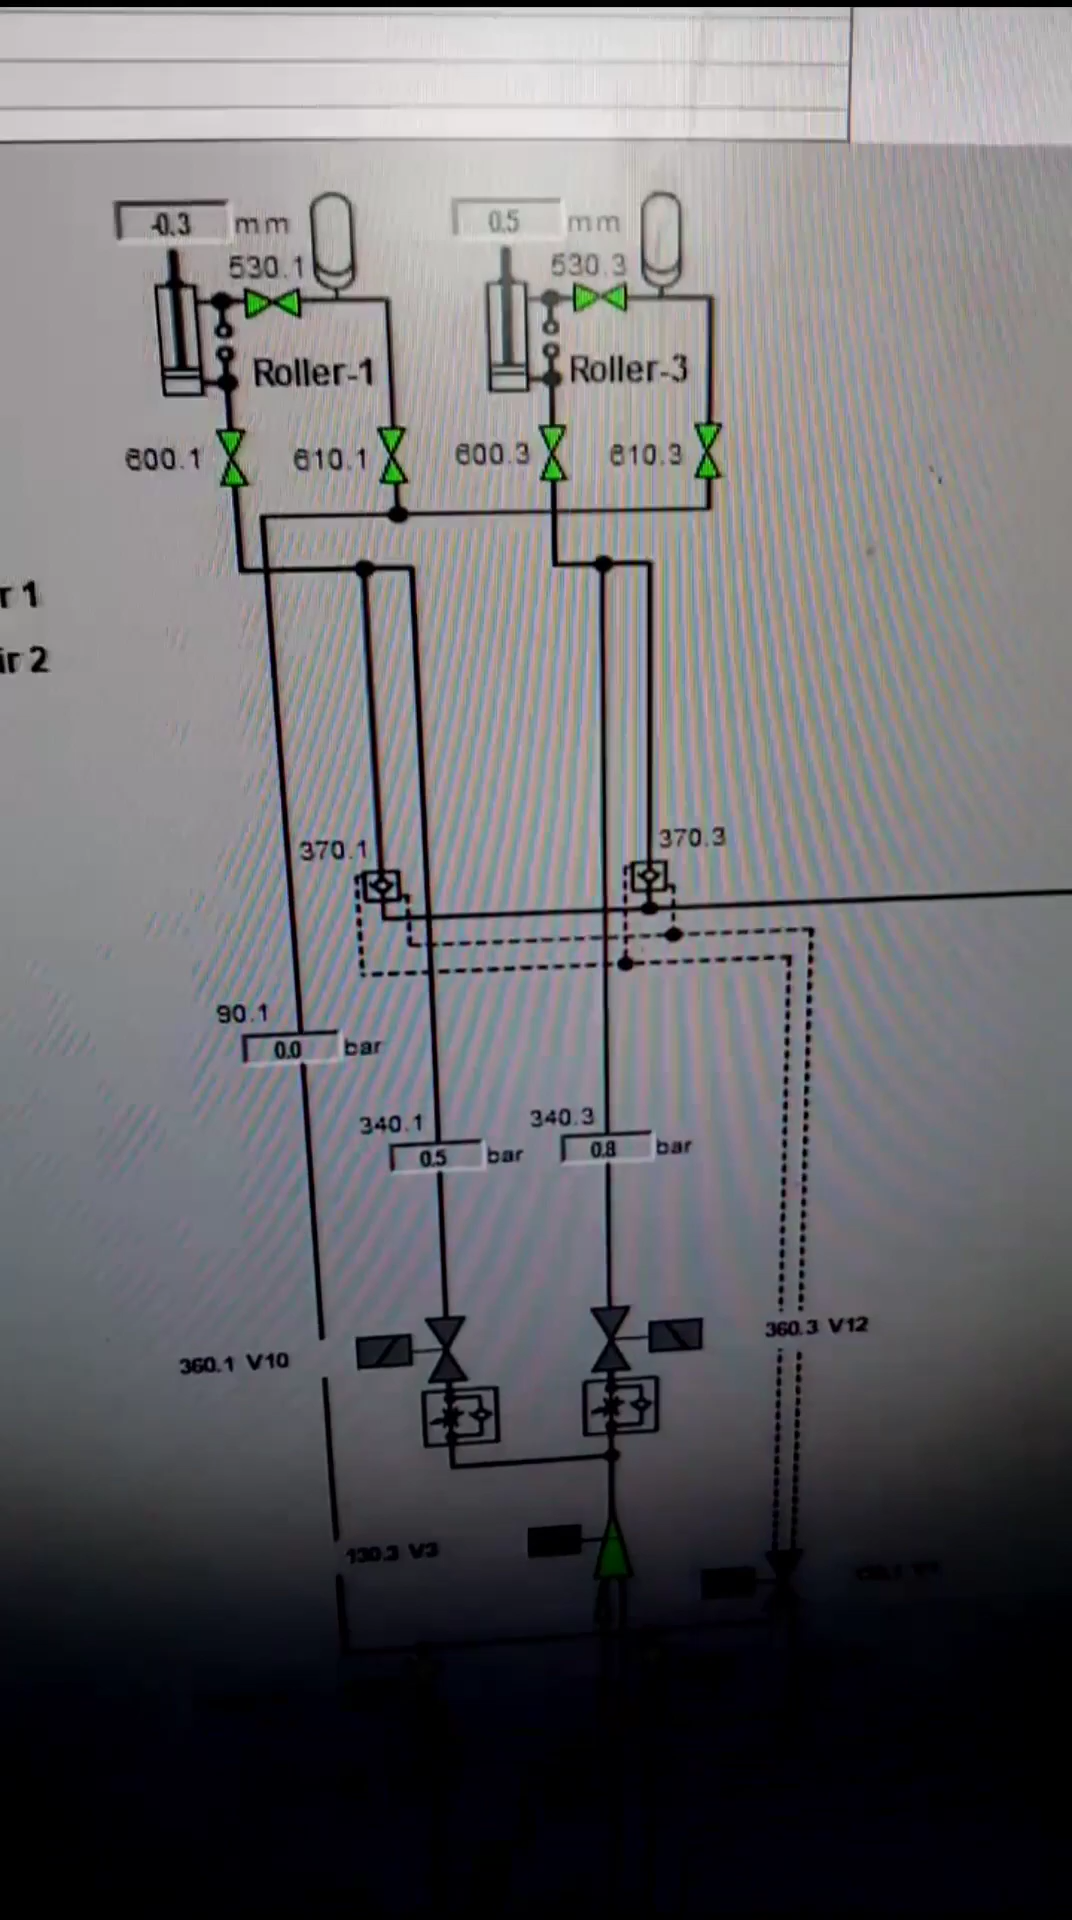 -0.3 mm
0.5 mm
530.1
530.3
Roller-1
Roller-3
600.1
610.1
600.3
610.3
r 1
ir 2
370.1
370.3
90.1
0.0 bar
340.1
340.3
0.5 bar
0.8 bar
360.3 V12
360.1 V10
130.3 V3